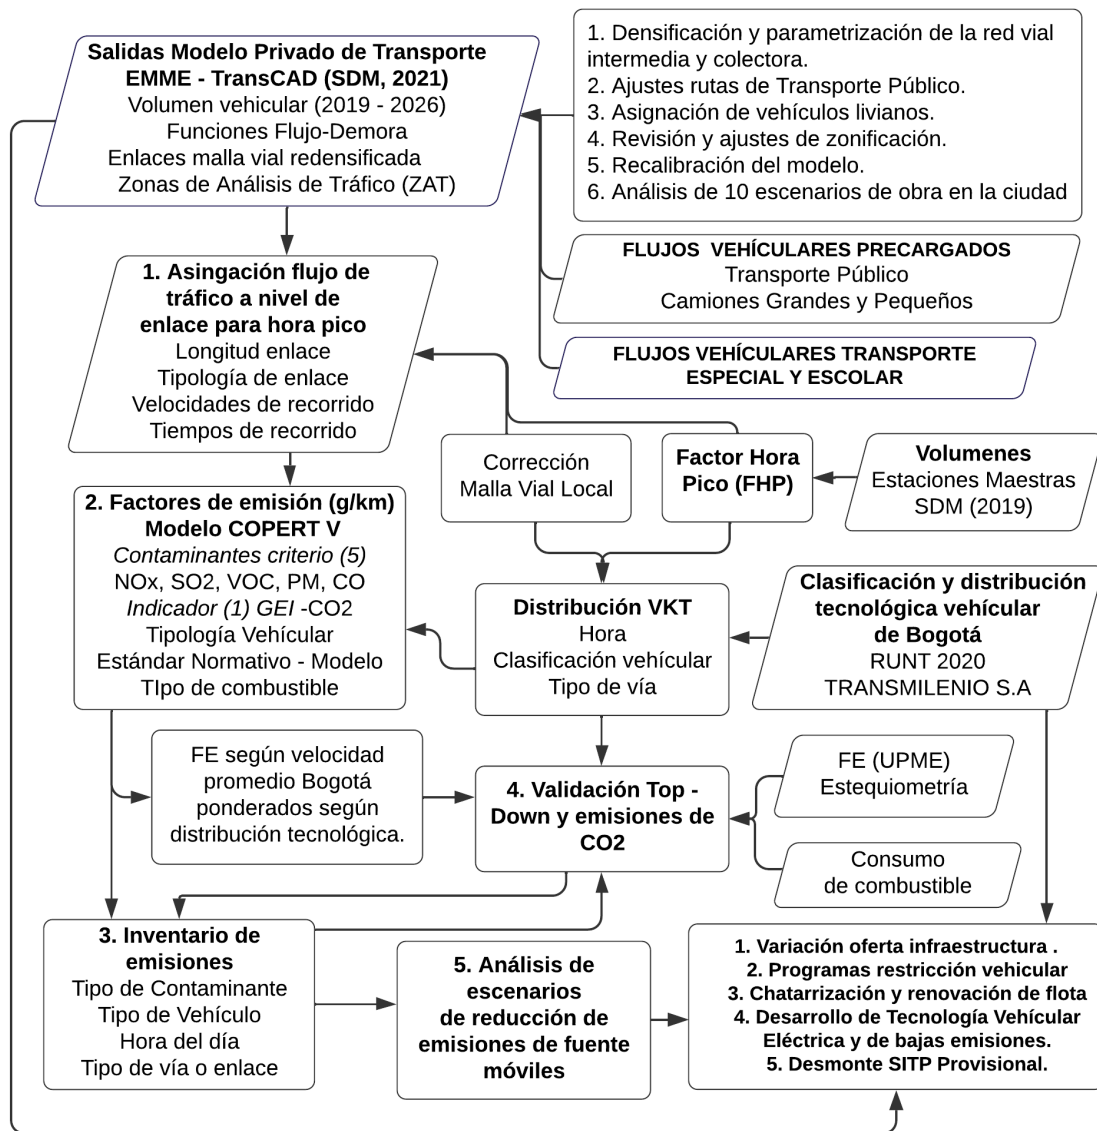 Salidas Modelo Privado de Transporte
EMME - TransCAD (SDM, 2021)
Volumen vehicular (2019 - 2026)
Funciones Flujo-Demora
Enlaces malla vial redensificada
Zonas de Análisis de Tráfico (ZAT)
1. Densificación y parametrización de la red vial
intermedia y colectora.
2. Ajustes rutas de Transporte Público.
3. Asignación de vehículos livianos.
4. Revisión y ajustes de zonificación.
5. Recalibración del modelo.
6. Análisis de 10 escenarios de obra en la ciudad
FLUJOS VEHÍCULARES PRECARGADOS
Transporte Público
Camiones Grandes y Pequeños
FLUJOS VEHÍCULARES TRANSPORTE
ESPECIAL Y ESCOLAR
1. Asingación flujo de
tráfico a nivel de
enlace para hora pico
Longitud enlace
Tipología de enlace
Velocidades de recorrido
Tiempos de recorrido
Corrección
Malla Vial Local
Factor Hora
Pico (FHP)
Volumenes
Estaciones Maestras
SDM (2019)
2. Factores de emisión (g/km)
Modelo COPERT V
Contaminantes criterio (5)
NOx, SO2, VOC, PM, CO
Indicador (1) GEI -CO2
Tipología Vehícular
Estándar Normativo - Modelo
TIpo de combustible
Distribución VKT
Hora
Clasificación vehícular
Tipo de vía
Clasificación y distribución
tecnológica vehícular
de Bogotá
RUNT 2020
TRANSMILENIO S.A
FE según velocidad
promedio Bogotá
ponderados según
distribución tecnológica.
4. Validación Top -
Down y emisiones de
CO2
FE (UPME)
Estequiometría
Consumo
de combustible
3. Inventario de
emisiones
Tipo de Contaminante
Tipo de Vehículo
Hora del día
Tipo de vía o enlace
5. Análisis de
escenarios
de reducción de
emisiones de fuente
móviles
1. Variación oferta infraestructura .
2. Programas restricción vehicular
3. Chatarrización y renovación de flota
4. Desarrollo de Tecnología Vehícular
Eléctrica y de bajas emisiones.
5. Desmonte SITP Provisional.